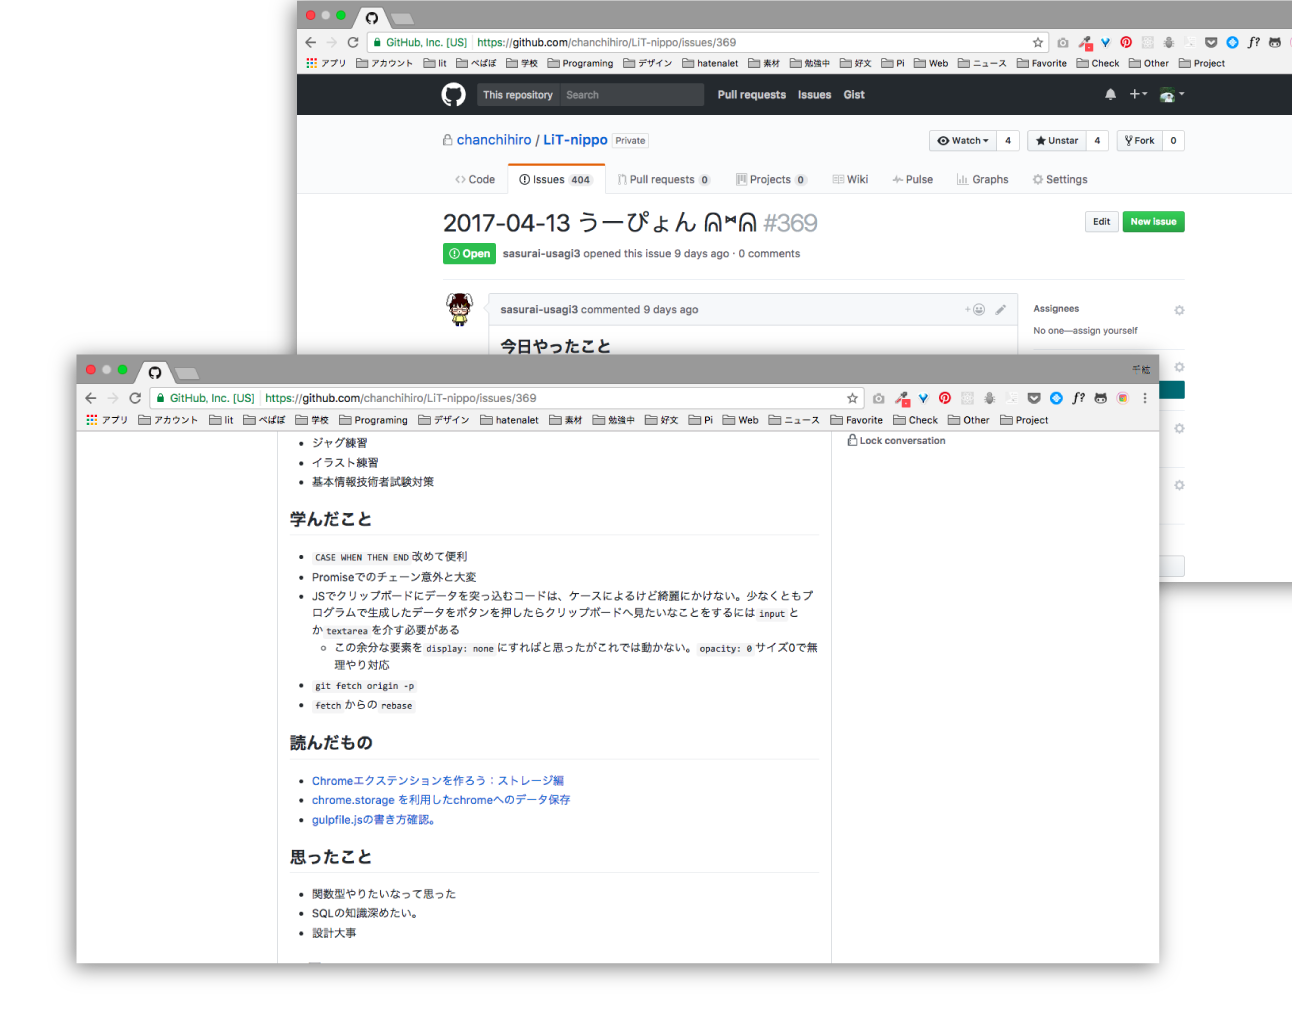 GitHub, Inc. [US] https://github.com/chanchihiro/LiT-nippo/issues/369
アプリ アカウント lit ぺぱぼ 学校 Programing デザイン hatenalet 素材 勉強中 好文 Pi Web ニュース Favorite Check Other Project
This repository Search Pull requests Issues Gist
chanchihiro / LiT-nippo Private Watch 4 Unstar 4 Fork 0
Code Issues 404 Pull requests 0 Projects 0 Wiki Pulse Graphs Settings
2017-04-13 うーぴょん #369 Edit New issue
Open sasurai-usagi3 opened this issue 9 days ago · 0 comments
sasurai-usagi3 commented 9 days ago
Assignees
No one—assign yourself
今日やったこと
千紘
GitHub, Inc. [US] https://github.com/chanchihiro/LiT-nippo/issues/369
アプリ アカウント lit ぺぱぼ 学校 Programing デザイン hatenalet 素材 勉強中 好文 Pi Web ニュース Favorite Check Other Project
Lock conversation
• ジャグ練習
• イラスト練習
• 基本情報技術者試験対策
学んだこと
• CASE WHEN THEN END 改めて便利
• Promiseでのチェーン意外と大変
• JSでクリップボードにデータを突っ込むコードは、ケースによるけど綺麗にかけない。少なくともプ
ログラムで生成したデータをボタンを押したらクリップボードへ見たいなことをするには input と
か textarea を介す必要がある
◦ この余分な要素を display: none にすればと思ったがこれでは動かない。 opacity: 0 サイズ0で無
理やり対応
• git fetch origin -p
• fetch からの rebase
読んだもの
• Chromeエクステンションを作ろう：ストレージ編
• chrome.storage を利用したchromeへのデータ保存
• gulpfile.jsの書き方確認。
思ったこと
• 関数型やりたいなって思った
• SQLの知識深めたい。
• 設計大事